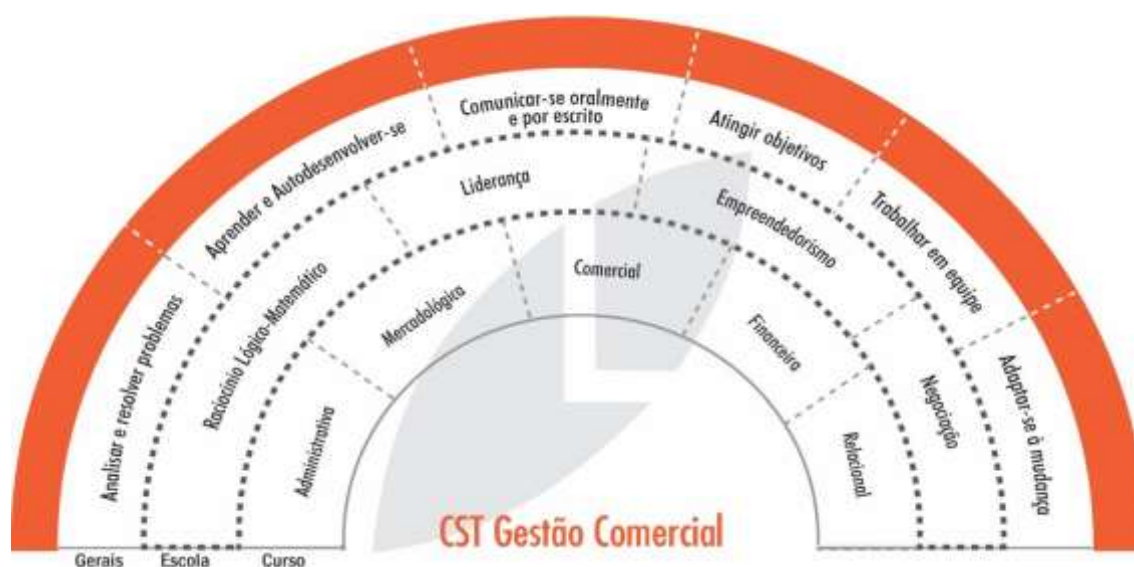 Analisar e resolver problemas
Aprender e Autodesenvolver-se
Comunicar-se oralmente
e por escrito
Atingir objetivos
Trabalhar em equipe
Adaptar-se à mudança
Raciocínio Lógico-Matemático
Liderança
Empreendedorismo
Negociação
Administrativa
Mercadológica
Comercial
Financeira
Relacional
CST Gestão Comercial
Gerais Escola Curso